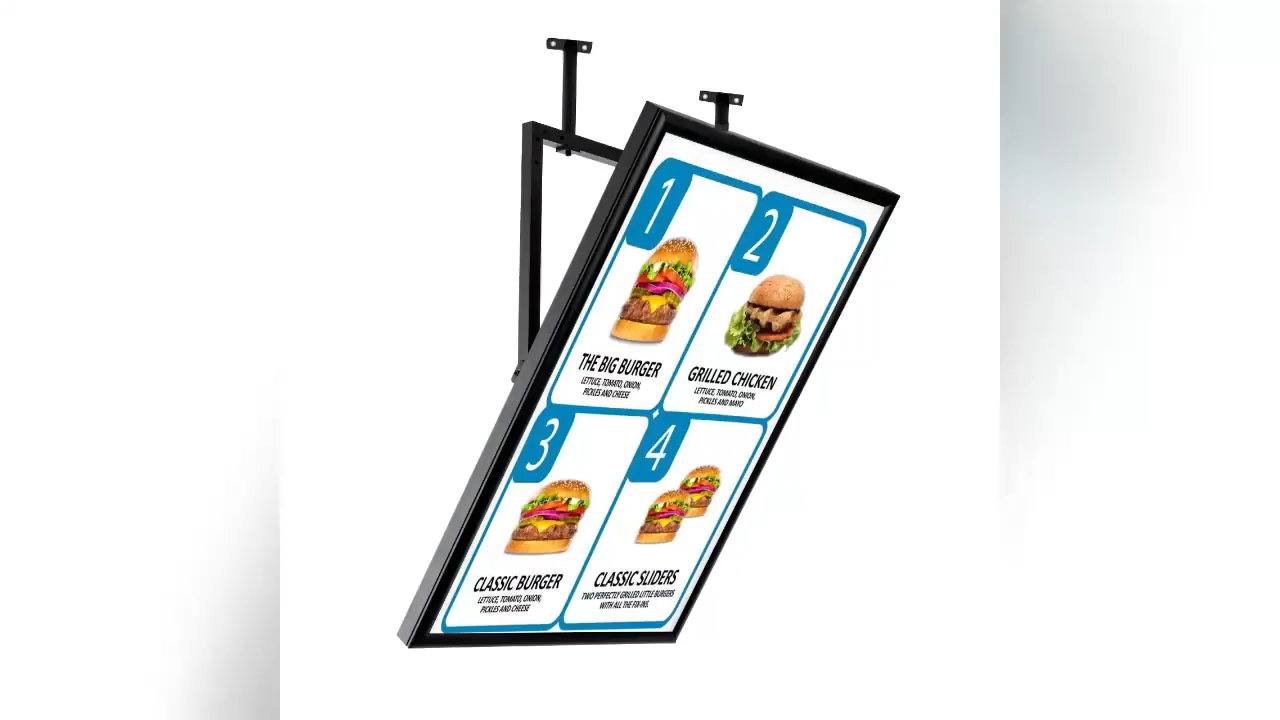 1
THE BIG BURGER
LETTUCE, TOMATO, ONION,
PICKLES AND CHEESE
2
GRILLED CHICKEN
LETTUCE, TOMATO, ONION,
PICKLES AND MAYO
3
CLASSIC BURGER
LETTUCE, TOMATO, ONION,
PICKLES AND CHEESE
4
CLASSIC SLIDERS
TWO PERFECTLY GRILLED LITTLE BURGERS
WITH ALL THE FIX-INS.